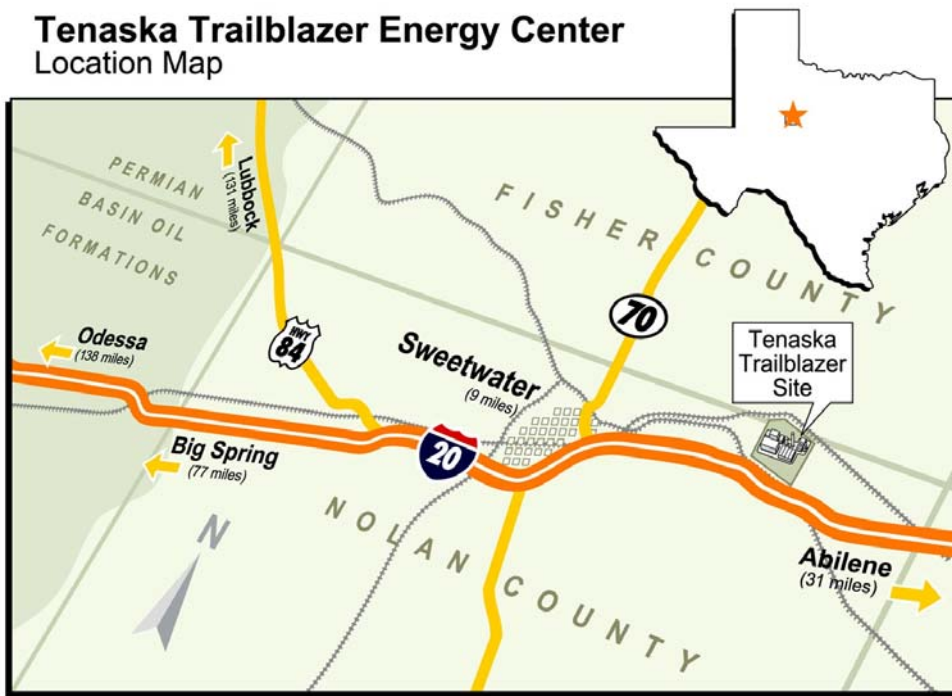 Tenaska Trailblazer Energy Center
Location Map
PERMIAN
BASIN OIL
FORMATIONS
Lubbock
(131 miles)
FISHER COUNTY
HWY
84
70
Odessa
(138 miles)
Sweetwater
(9 miles)
Tenaska
Trailblazer
Site
Big Spring
(77 miles)
20
N
NOLAN COUNTY
Abilene
(31 miles)